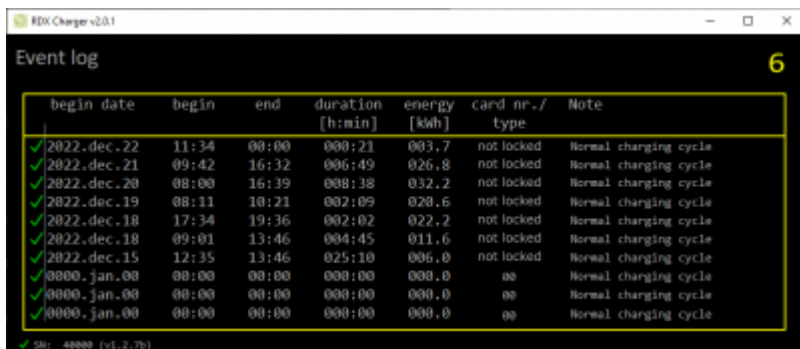 RDX Charger v2.0.1
Event log
6
begin date begin end duration energy card nr./ Note
[h:min] [kWh] type
2022.dec.22 11:34 00:00 000:21 003.7 not locked Normal charging cycle
2022.dec.21 09:42 16:32 006:49 026.8 not locked Normal charging cycle
2022.dec.20 08:00 16:39 008:38 032.2 not locked Normal charging cycle
2022.dec.19 08:11 10:21 002:09 020.6 not locked Normal charging cycle
2022.dec.18 17:34 19:36 002:02 022.2 not locked Normal charging cycle
2022.dec.18 09:01 13:46 004:45 011.6 not locked Normal charging cycle
2022.dec.15 12:35 13:46 025:10 006.0 not locked Normal charging cycle
0000.jan.00 00:00 00:00 000:00 000.0 00 Normal charging cycle
0000.jan.00 00:00 00:00 000:00 000.0 00 Normal charging cycle
0000.jan.00 00:00 00:00 000:00 000.0 00 Normal charging cycle
SN: 40000 (v1.2.7b)